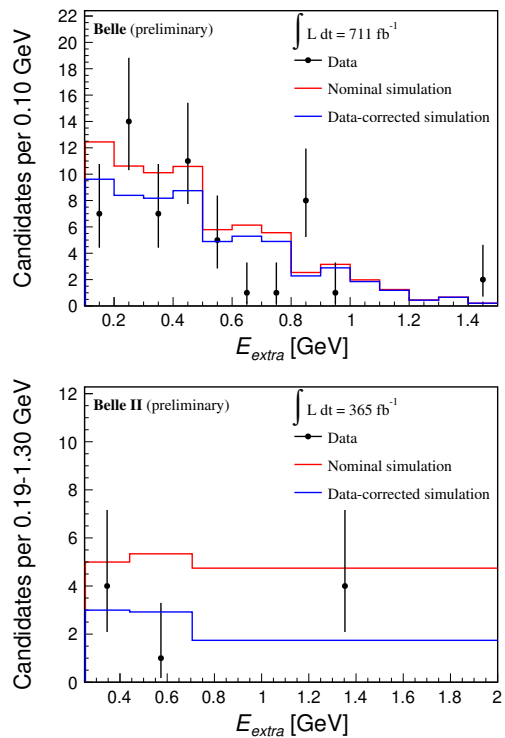 Belle (preliminary)
∫ L dt = 711 fb⁻¹
Data
Nominal simulation
Data-corrected simulation
Candidates per 0.10 GeV
22
20
18
16
14
12
10
8
6
4
2
0
0.2 0.4 0.6 0.8 1 1.2 1.4
E_extra [GeV]
Belle II (preliminary)
∫ L dt = 365 fb⁻¹
Data
Nominal simulation
Data-corrected simulation
Candidates per 0.19-1.30 GeV
12
10
8
6
4
2
0
0.4 0.6 0.8 1 1.2 1.4 1.6 1.8 2
E_extra [GeV]